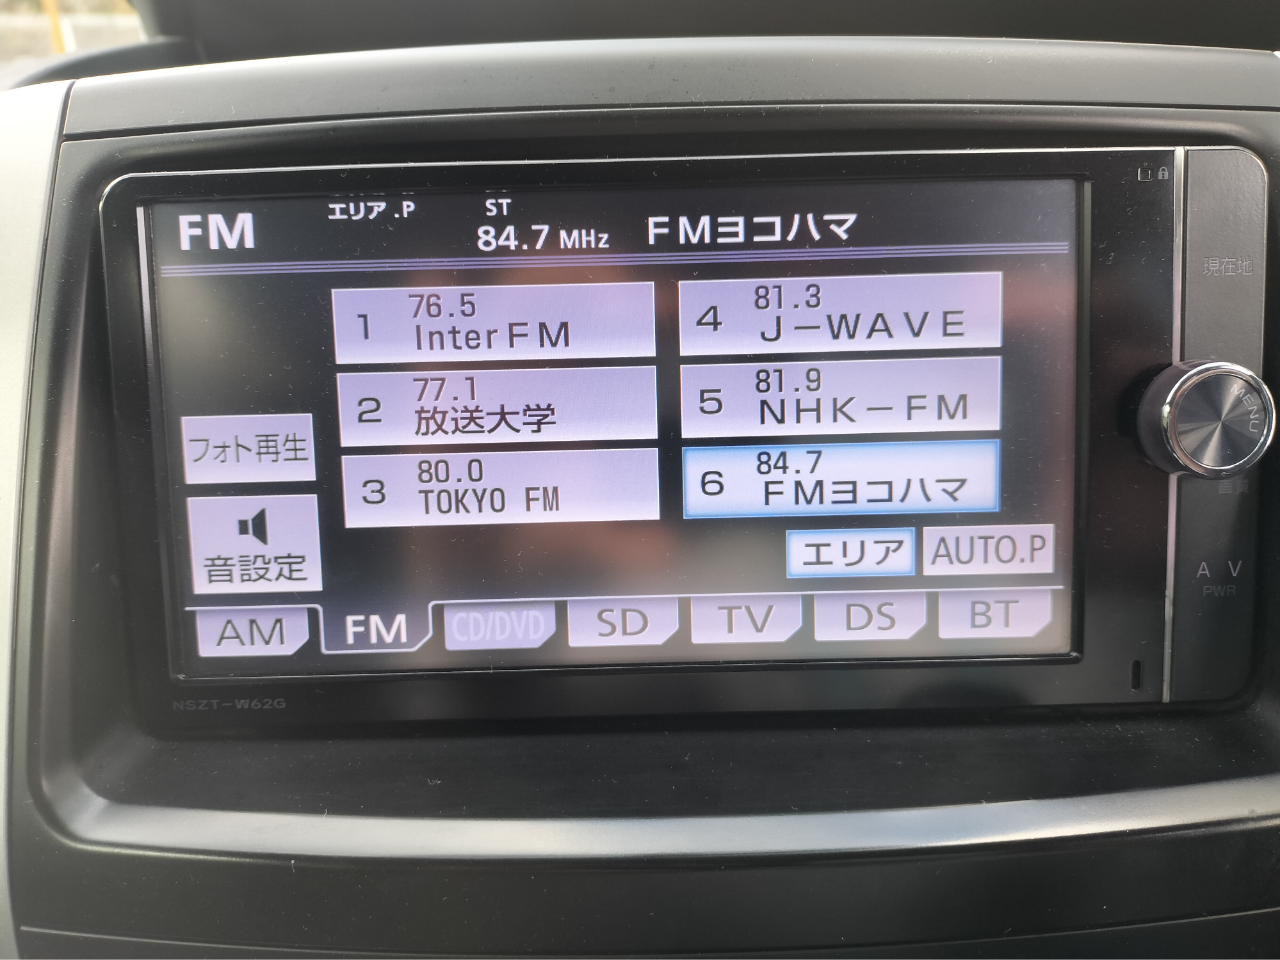 FM
エリア.P
ST
84.7 MHz
FMヨコハマ
1 76.5
InterFM
2 77.1
放送大学
3 80.0
TOKYO FM
4 81.3
J-WAVE
5 81.9
NHK-FM
6 84.7
FMヨコハマ
フォト再生
音設定
エリア
AUTO.P
AM
FM
CD/DVD
SD
TV
DS
BT
NSZT-W62G
現在地
MENU
A V
PWR